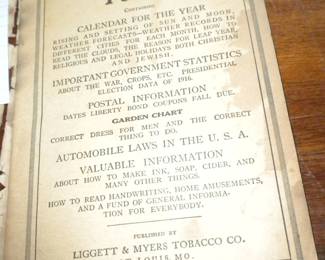 CONTAINING
CALENDAR FOR THE YEAR
RISING AND SETTING OF SUN AND MOON,
WEATHER FORECASTS—WEATHER RECORDS IN
DIFFERENT CITIES FOR EACH MONTH, HOW TO
READ THE CLOUDS, THE REASON FOR LEAP YEAR,
RELIGIOUS AND LEGAL HOLIDAYS BOTH CHRISTIAN
AND JEWISH.
IMPORTANT GOVERNMENT STATISTICS
ABOUT THE WAR, CROPS, ETC. PRESIDENTIAL
ELECTION DATA OF 1916.
POSTAL INFORMATION
DATES LIBERTY BOND COUPONS FALL DUE.
GARDEN CHART
CORRECT DRESS FOR MEN AND THE CORRECT
THING TO DO.
AUTOMOBILE LAWS IN THE U. S. A.
VALUABLE INFORMATION
ABOUT HOW TO MAKE INK, SOAP, CIDER, AND
MANY OTHER THINGS.
HOW TO READ HANDWRITING, HOME AMUSEMENTS,
AND A FUND OF GENERAL INFORMA-
TION FOR EVERYBODY.
PUBLISHED BY
LIGGETT & MYERS TOBACCO CO.
LOUIS, MO.